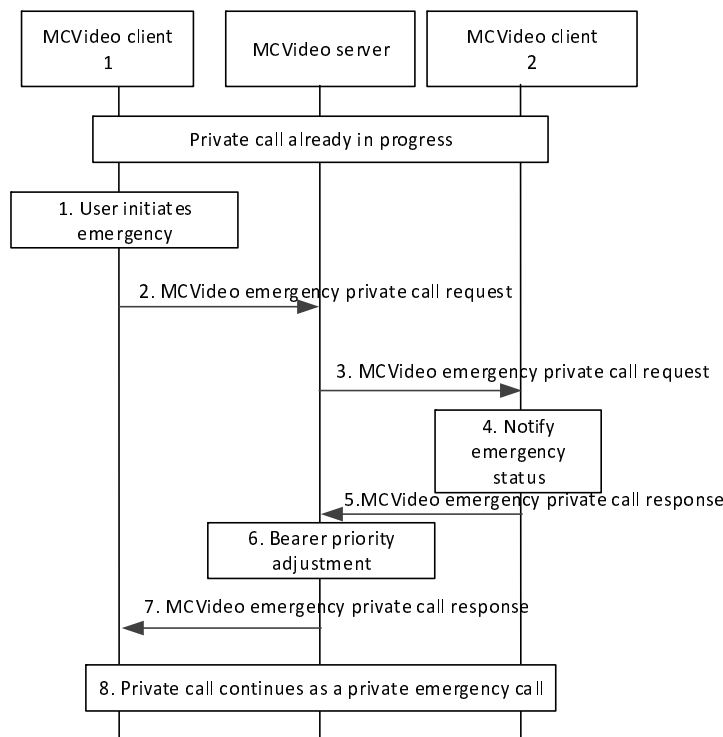 MCVideo client
1
MCVideo server
MCVideo client
2
Private call already in progress
1. User initiates
emergency
2. MCVideo emergency private call request
3. MCVideo emergency private call request
4. Notify
emergency
status
5.MCVideo emergency private call response
6. Bearer priority
adjustment
7. MCVideo emergency private call response
8. Private call continues as a private emergency call